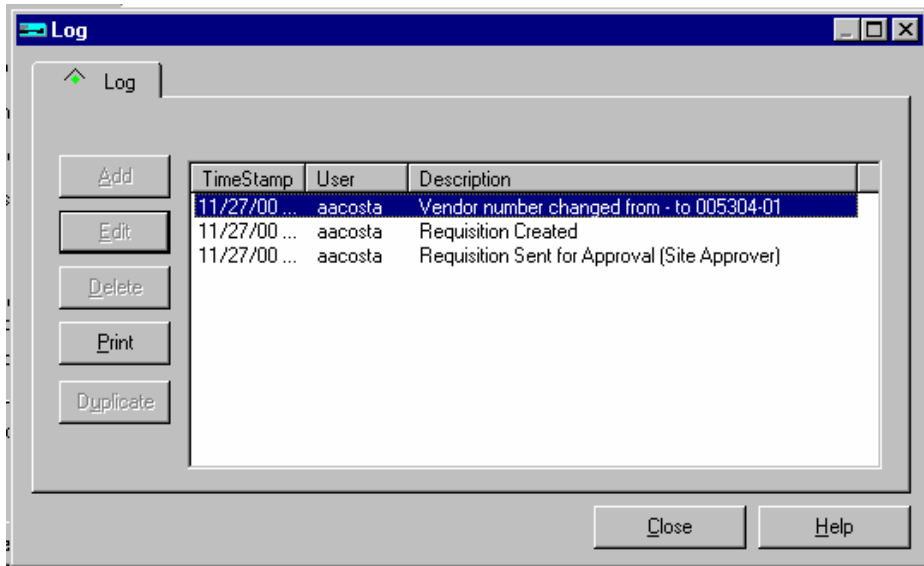 Log
Log
Add
Edit
Delete
Print
Duplicate
TimeStamp User Description
11/27/00 ... aacosta Vendor number changed from - to 005304-01
11/27/00 ... aacosta Requisition Created
11/27/00 ... aacosta Requisition Sent for Approval (Site Approver)
Close Help